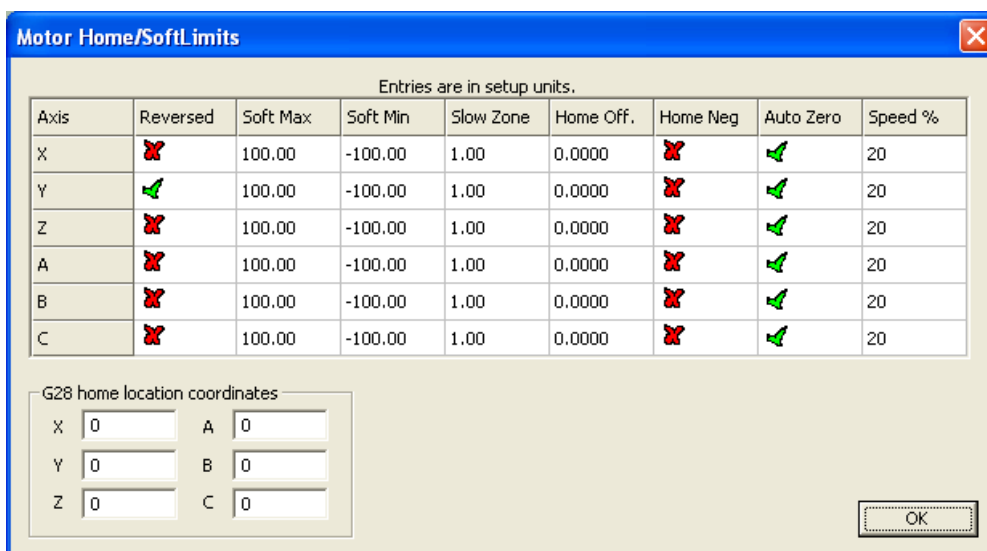 Motor Home/SoftLimits
Entries are in setup units.
Axis Reversed Soft Max Soft Min Slow Zone Home Off. Home Neg Auto Zero Speed %
X 100.00 -100.00 1.00 0.0000 20
Y 100.00 -100.00 1.00 0.0000 20
Z 100.00 -100.00 1.00 0.0000 20
A 100.00 -100.00 1.00 0.0000 20
B 100.00 -100.00 1.00 0.0000 20
C 100.00 -100.00 1.00 0.0000 20
G28 home location coordinates
X 0 A 0
Y 0 B 0
Z 0 C 0
OK